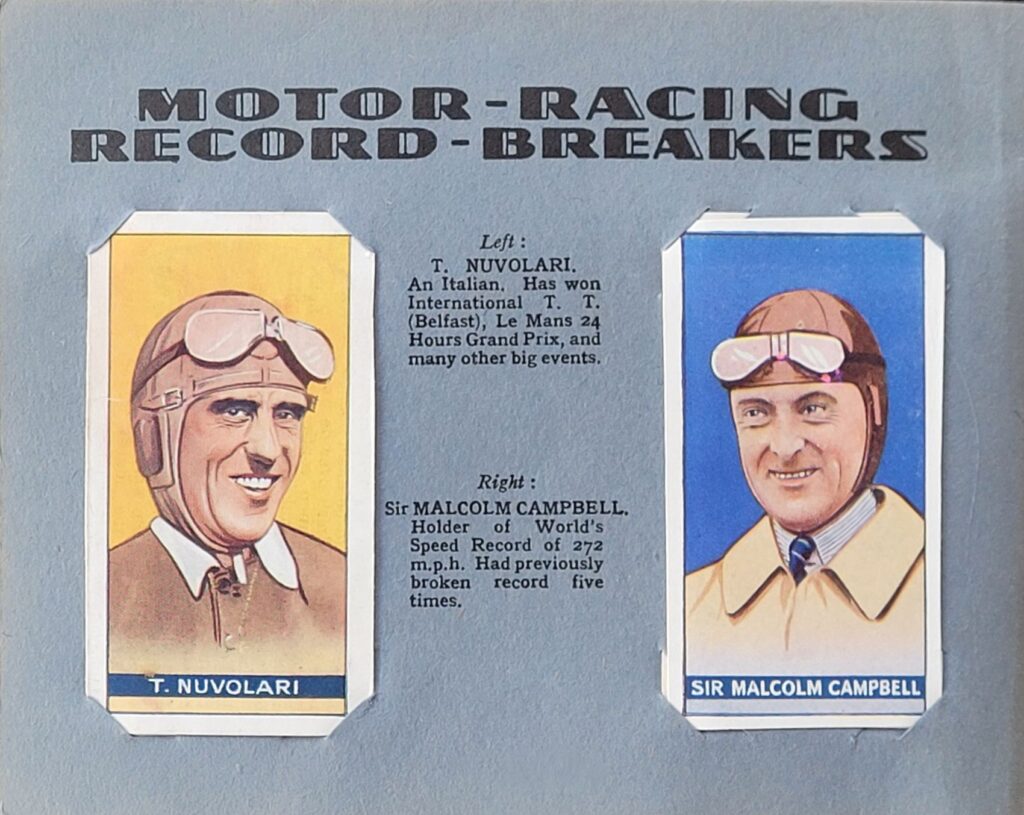 MOTOR-RACING
RECORD-BREAKERS
Left:
T. NUVOLARI.
An Italian. Has won
International T. T.
(Belfast), Le Mans 24
Hours Grand Prix, and
many other big events.
Right:
Sir MALCOLM CAMPBELL.
Holder of World's
Speed Record of 272
m.p.h. Had previously
broken record five
times.
T. NUVOLARI
SIR MALCOLM CAMPBELL